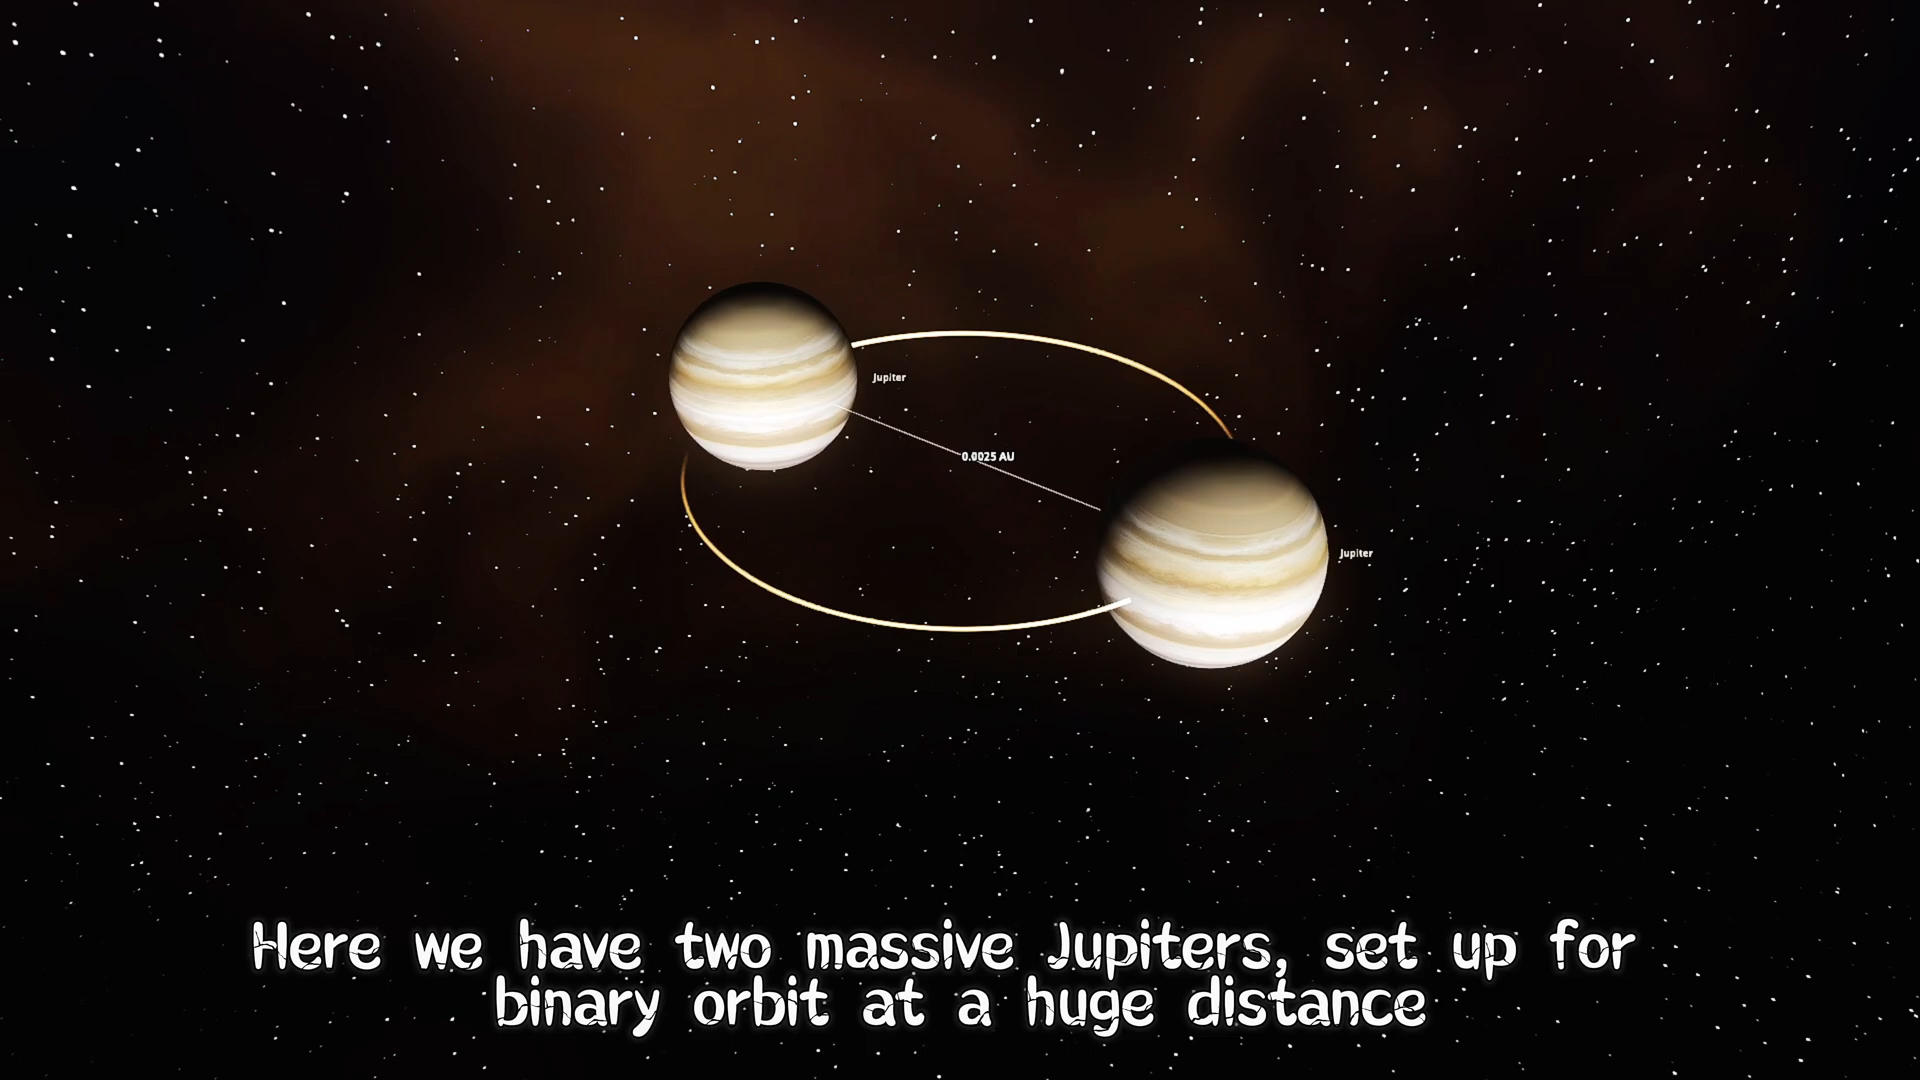 Jupiter
0.0025 AU
Jupiter
Here we have two massive Jupiters, set up for
binary orbit at a huge distance